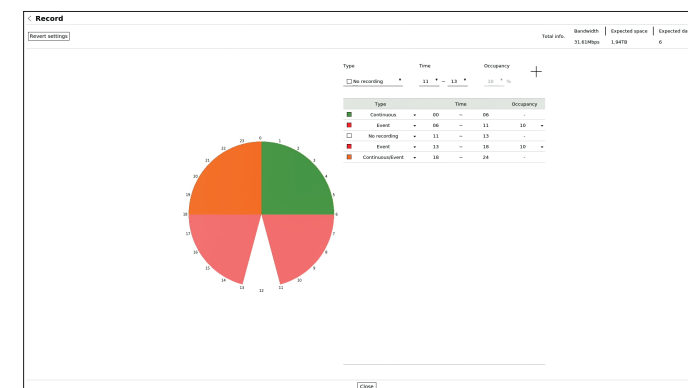 < Record
Revert settings
Total info.
Bandwidth Expected space Expected da
31.61Mbps 1.94TB 6
Type Time Occupancy
No recording 11 ~ 13 10 %
Type Time Occupancy
Continuous 00 ~ 06 -
Event 06 ~ 11 10
No recording 11 ~ 13 -
Event 13 ~ 18 10
Continuous/Event 18 ~ 24 -
0
1
2
3
4
5
6
7
8
9
10
11
12
13
14
15
16
17
18
19
20
21
22
23
Close